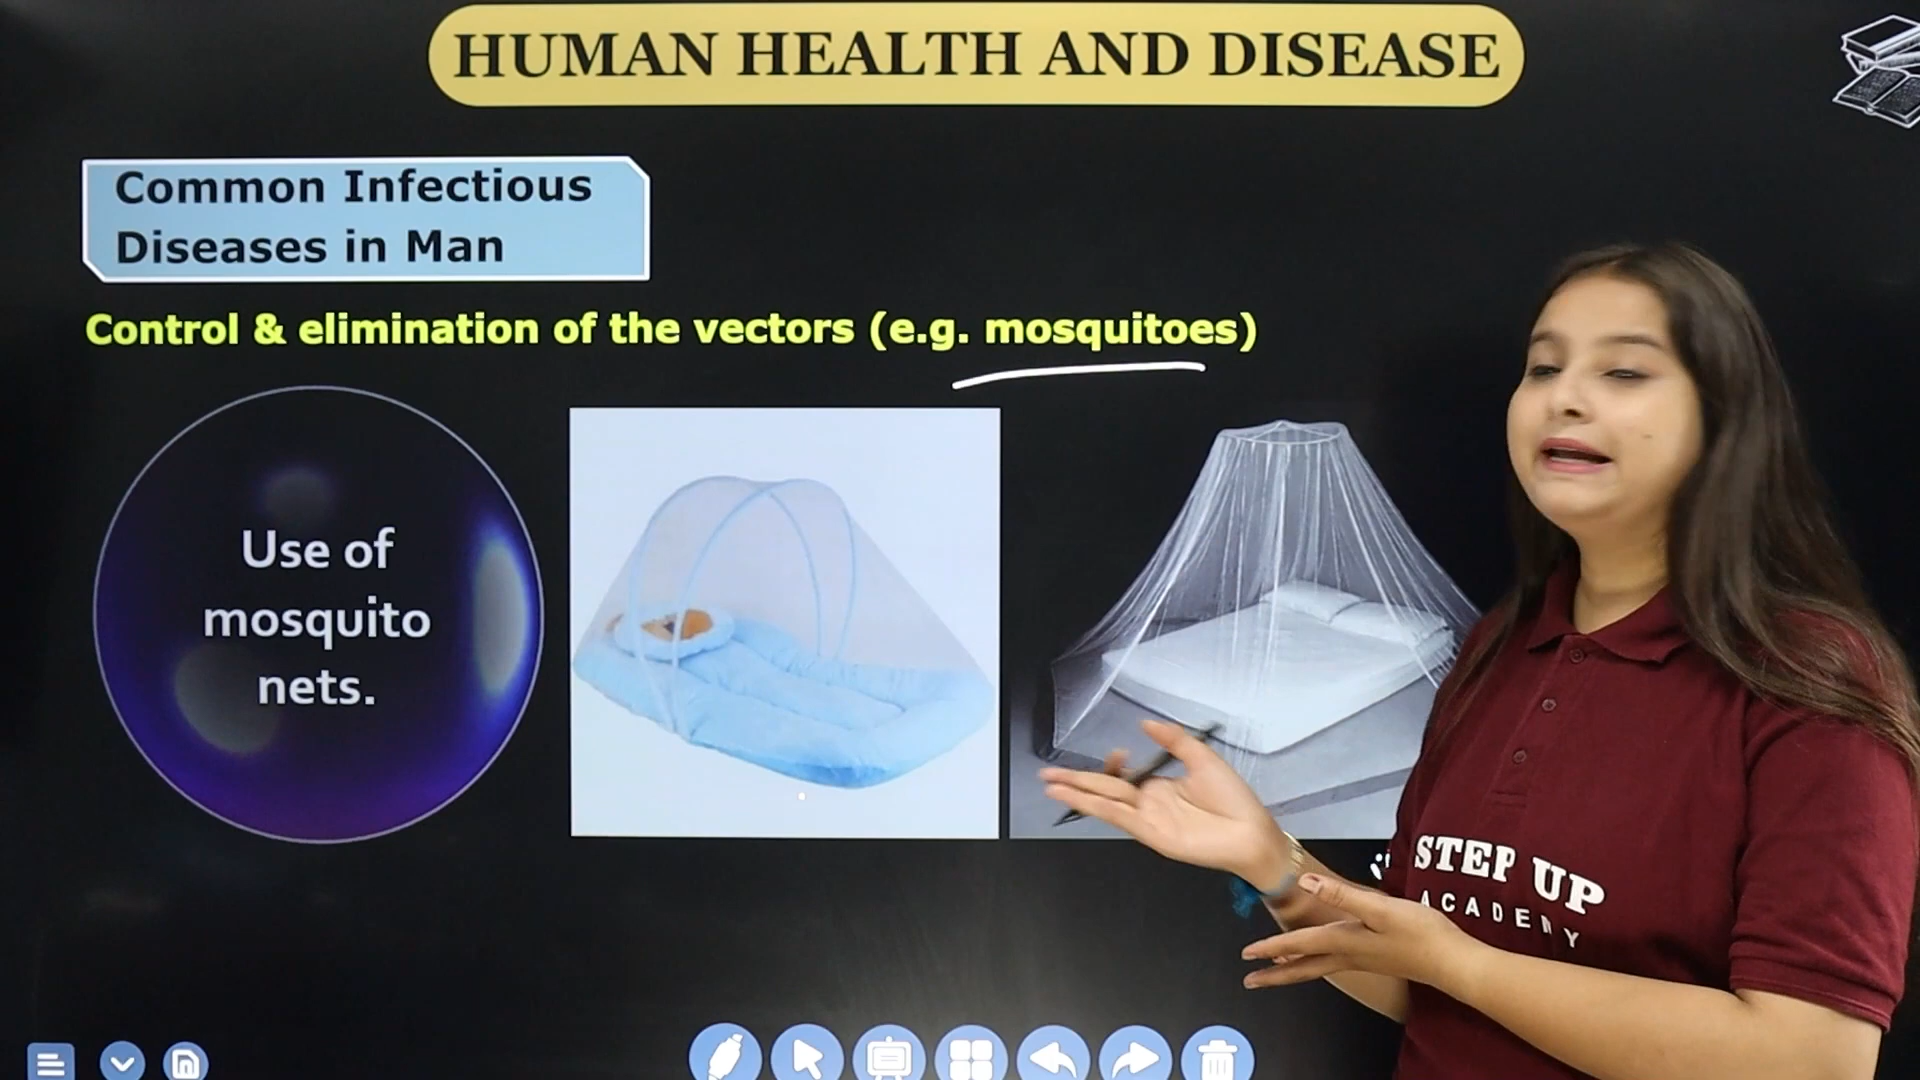 HUMAN HEALTH AND DISEASE
Common Infectious
Diseases in Man
Control & elimination of the vectors (e.g. mosquitoes)
Use of
mosquito
nets.
STEP UP
ACADEMY